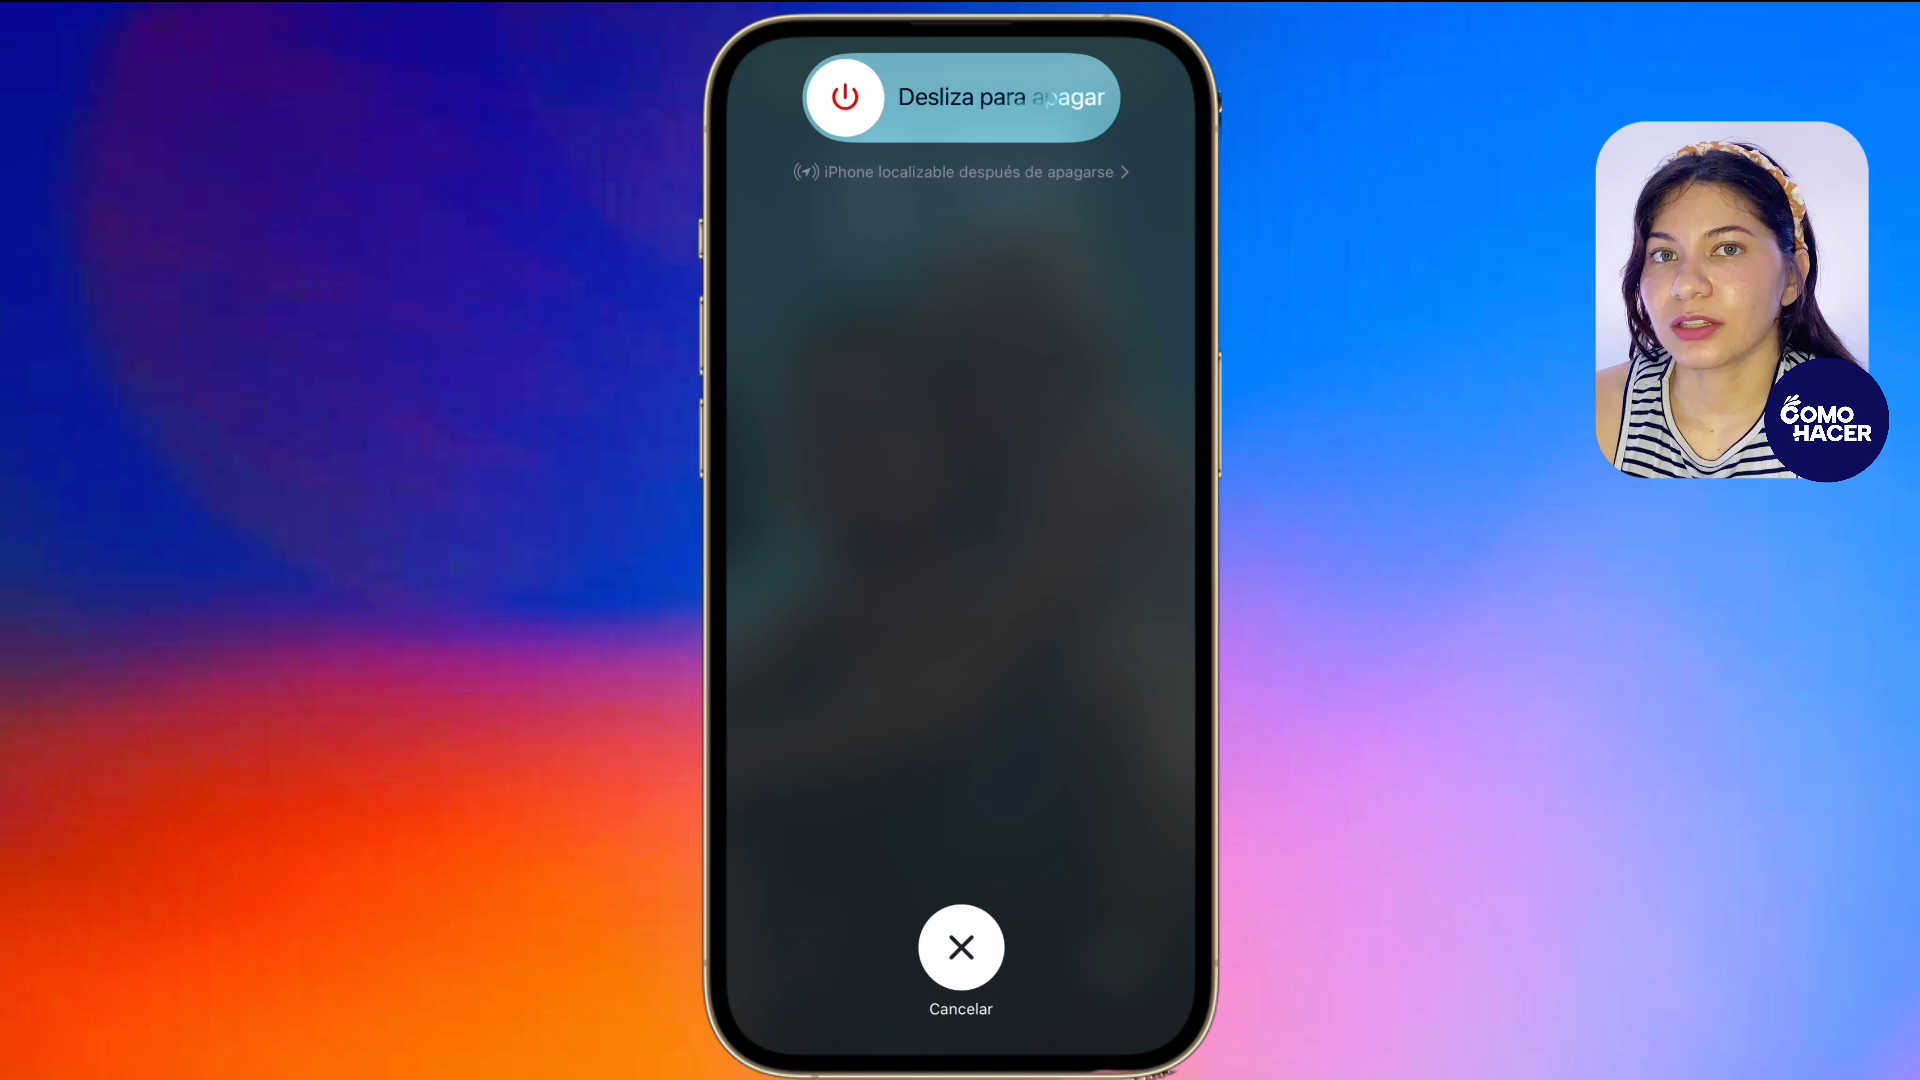 Desliza para apagar
iPhone localizable después de apagarse
CÓMO
HACER
Cancelar